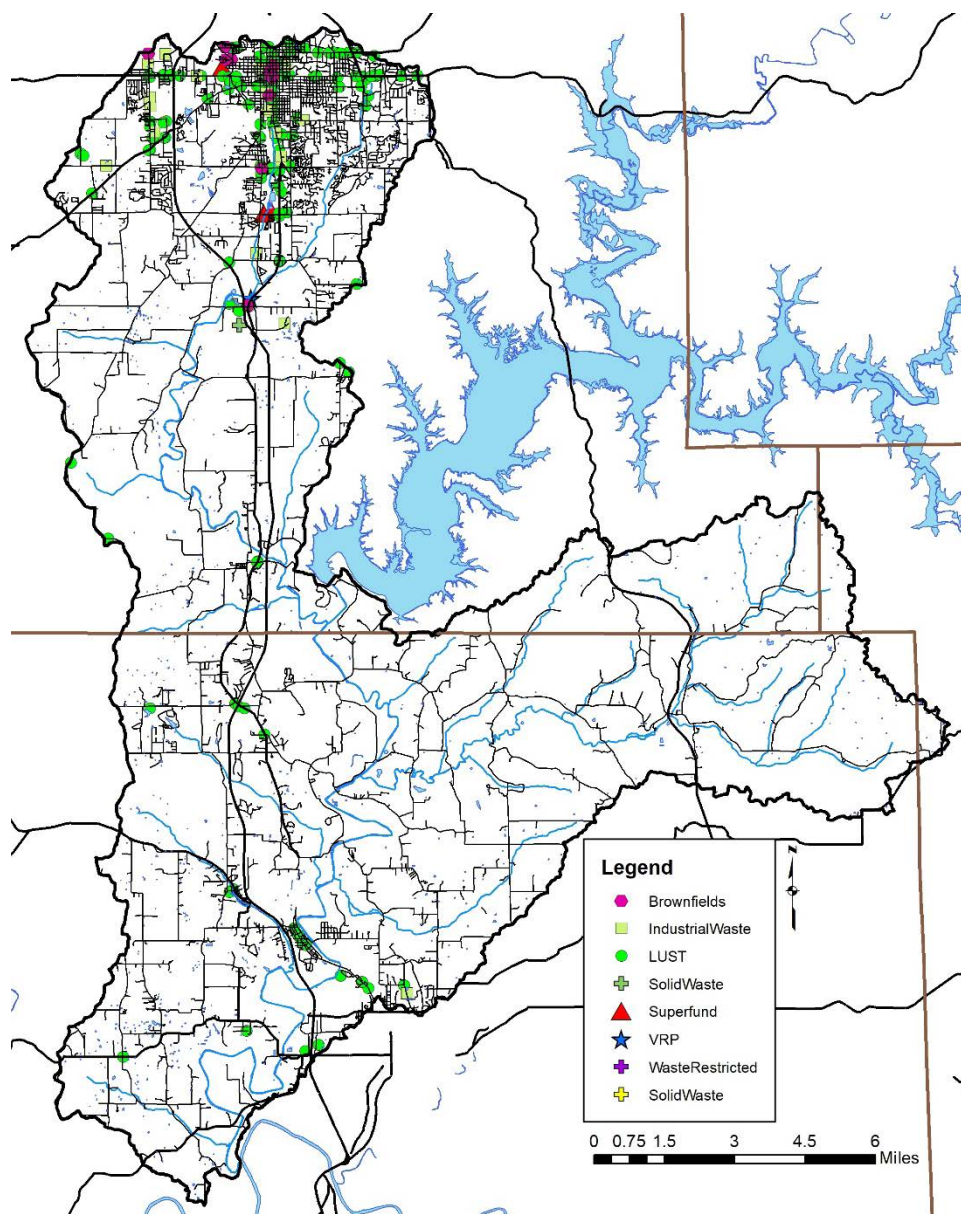 Legend
Brownfields
IndustrialWaste
LUST
SolidWaste
Superfund
VRP
WasteRestricted
SolidWaste
N
0 0.75 1.5 3 4.5 6
Miles